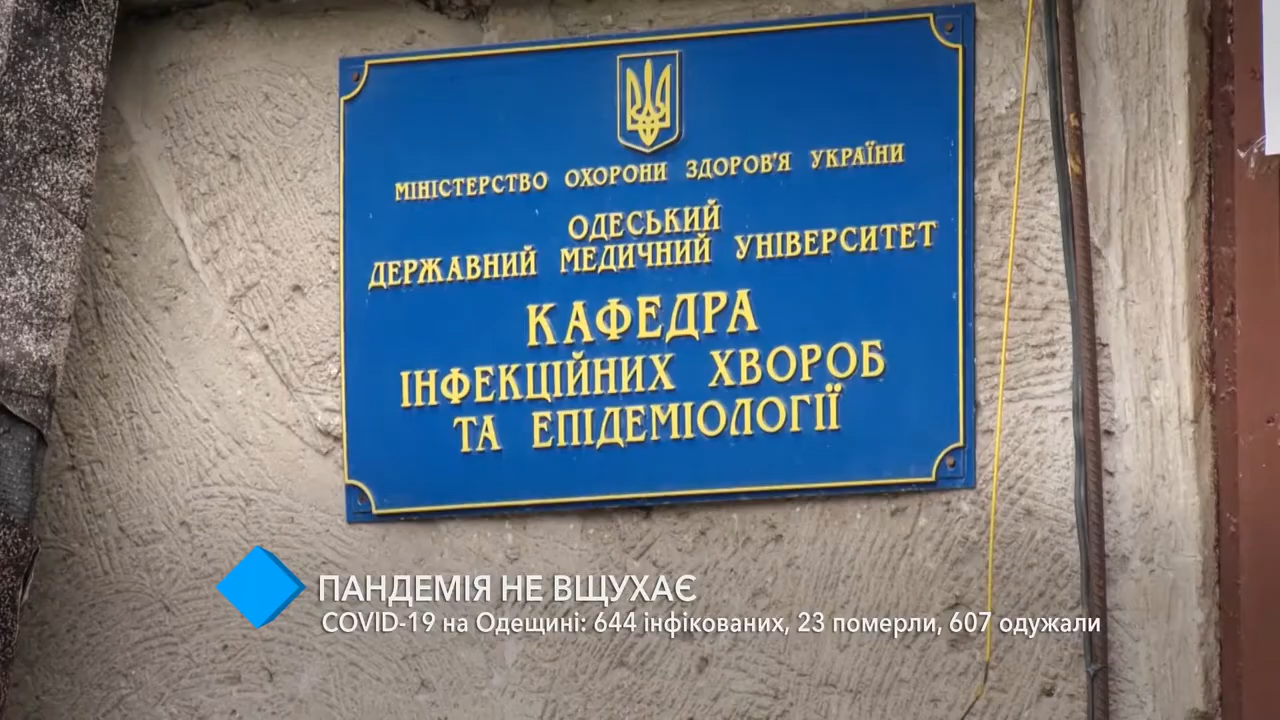 МІНІСТЕРСТВО ОХОРОНИ ЗДОРОВ'Я УКРАЇНИ
ОДЕСЬКИЙ
ДЕРЖАВНИЙ МЕДИЧНИЙ УНІВЕРСИТЕТ
КАФЕДРА
ІНФЕКЦІЙНИХ ХВОРОБ
ТА ЕПІДЕМІОЛОГІЇ
ПАНДЕМІЯ НЕ ВЩУХАЄ
COVID-19 на Одещині: 644 інфікованих, 23 померли, 607 одужали